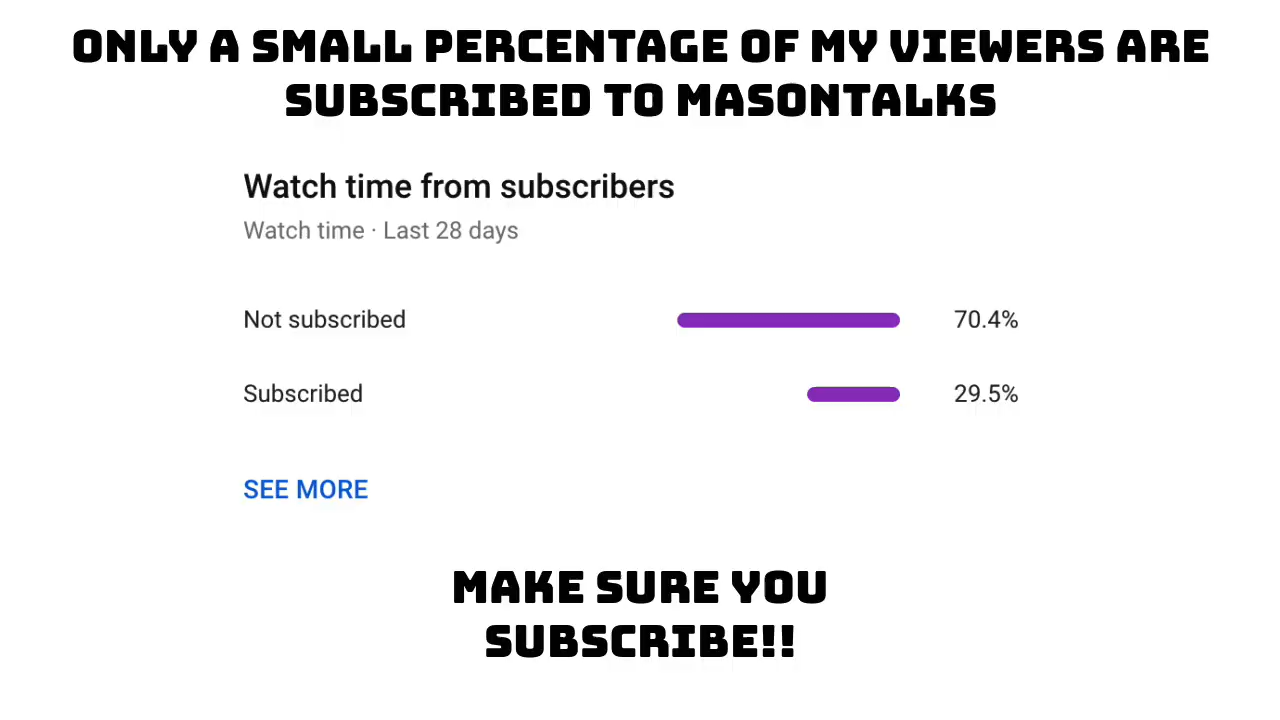 ONLY A SMALL PERCENTAGE OF MY VIEWERS ARE
SUBSCRIBED TO MASONTALKS
Watch time from subscribers
Watch time · Last 28 days
Not subscribed 70.4%
Subscribed 29.5%
SEE MORE
MAKE SURE YOU
SUBSCRIBE!!